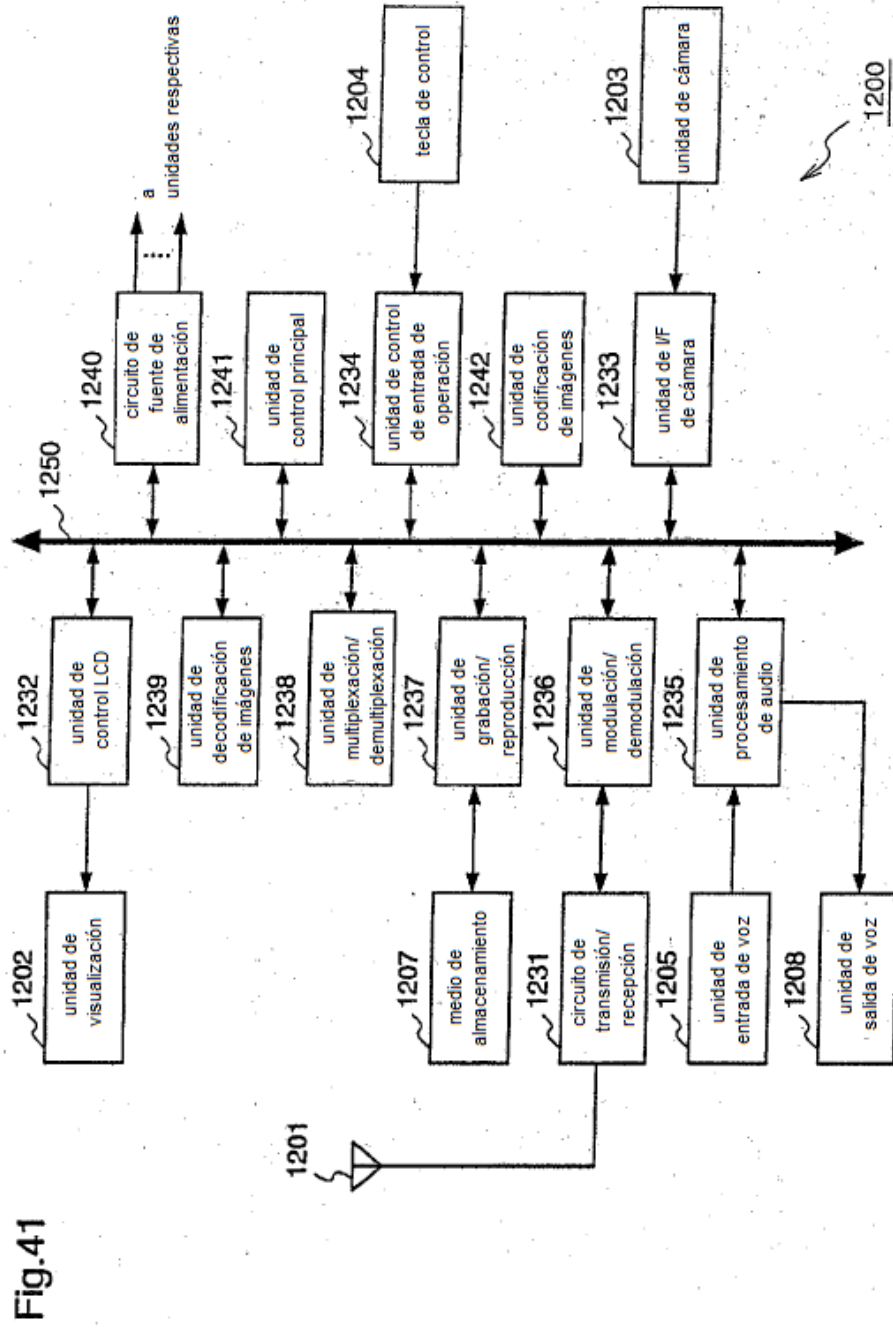 Fig.41
1201
1202
unidad de
visualización
1207
medio de
almacenamiento
1231
circuito de
transmisión/
recepción
1205
unidad de
entrada de voz
1208
unidad de
salida de voz
1232
unidad de
control LCD
1239
unidad de
decodificación
de imágenes
1238
unidad de
multiplexación/
demultiplexación
1237
unidad de
grabación/
reproducción
1236
unidad de
modulación/
demodulación
1235
unidad de
procesamiento
de audio
1250
1240
circuito de
fuente de
alimentación
1241
unidad de
control principal
1234
unidad de control
de entrada de
operación
1242
unidad de
codificación
de imágenes
1233
unidad de I/F
de cámara
a
unidades respectivas
1204
tecla de control
1203
unidad de cámara
1200